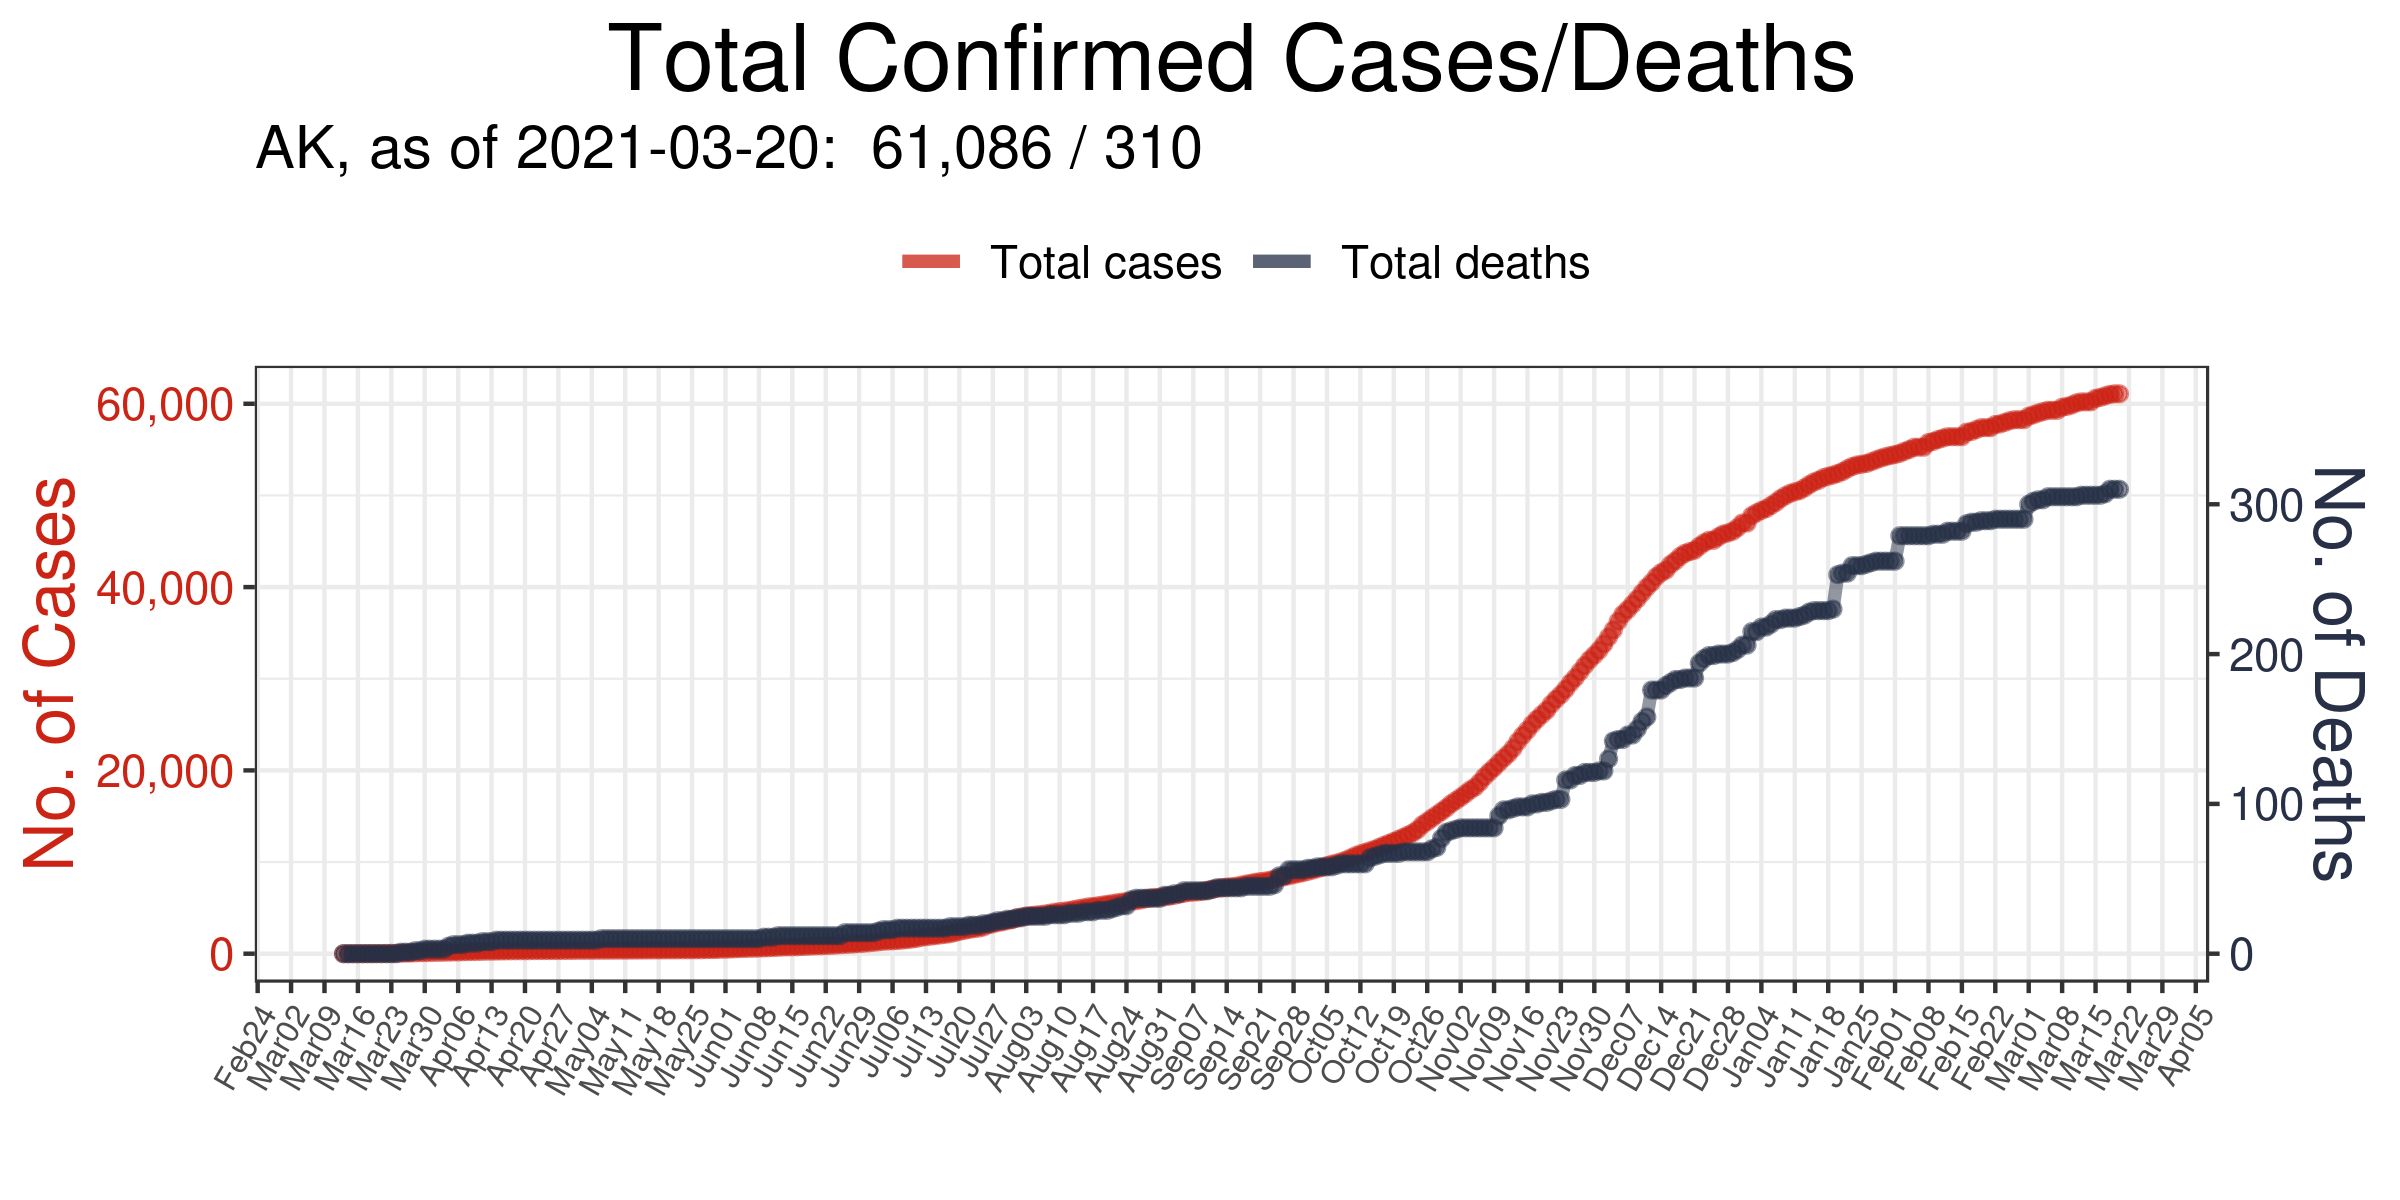 Total Confirmed Cases/Deaths
AK, as of 2021-03-20:  61,086 / 310
Total cases
Total deaths
No. of Cases
60,000
40,000
20,000
0
300
200
100
0
No. of Deaths
Feb24
Mar02
Mar09
Mar16
Mar23
Mar30
Apr06
Apr13
Apr20
Apr27
May04
May11
May18
May25
Jun01
Jun08
Jun15
Jun22
Jun29
Jul06
Jul13
Jul20
Jul27
Aug03
Aug10
Aug17
Aug24
Aug31
Sep07
Sep14
Sep21
Sep28
Oct05
Oct12
Oct19
Oct26
Nov02
Nov09
Nov16
Nov23
Nov30
Dec07
Dec14
Dec21
Dec28
Dec04
Jan11
Jan18
Jan25
Feb01
Feb08
Feb15
Feb22
Mar01
Mar08
Mar15
Mar22
Mar29
Apr05